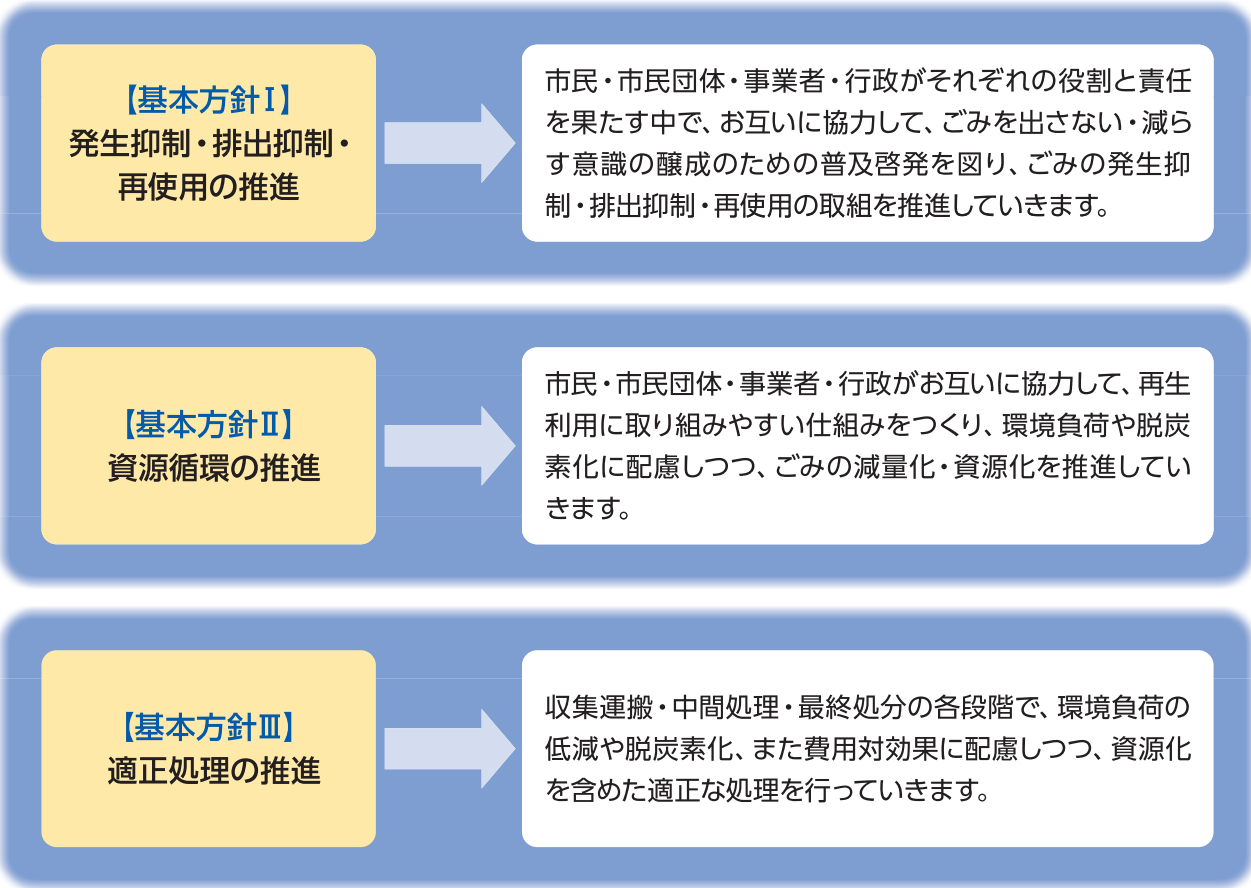 【基本方針Ⅰ】
発生抑制・排出抑制・
再使用の推進
市民・市民団体・事業者・行政がそれぞれの役割と責任
を果たす中で、お互いに協力して、ごみを出さない・減ら
す意識の醸成のための普及啓発を図り、ごみの発生抑
制・排出抑制・再使用の取組を推進していきます。
【基本方針Ⅱ】
資源循環の推進
市民・市民団体・事業者・行政がお互いに協力して、再生
利用に取り組みやすい仕組みをつくり、環境負荷や脱炭
素化に配慮しつつ、ごみの減量化・資源化を推進してい
きます。
【基本方針Ⅲ】
適正処理の推進
収集運搬・中間処理・最終処分の各段階で、環境負荷の
低減や脱炭素化、また費用対効果に配慮しつつ、資源化
を含めた適正な処理を行っていきます。